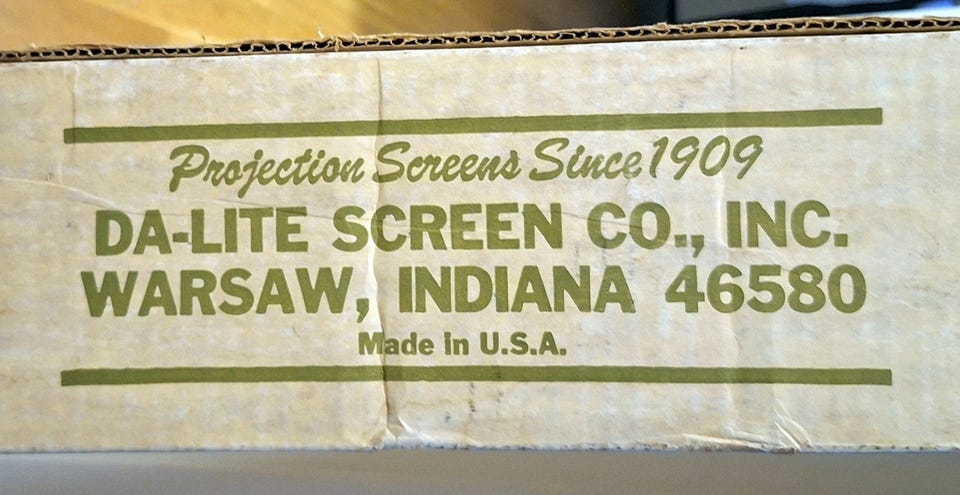 Projection Screens Since 1909
DA-LITE SCREEN CO., INC.
WARSAW, INDIANA 46580
Made in U.S.A.